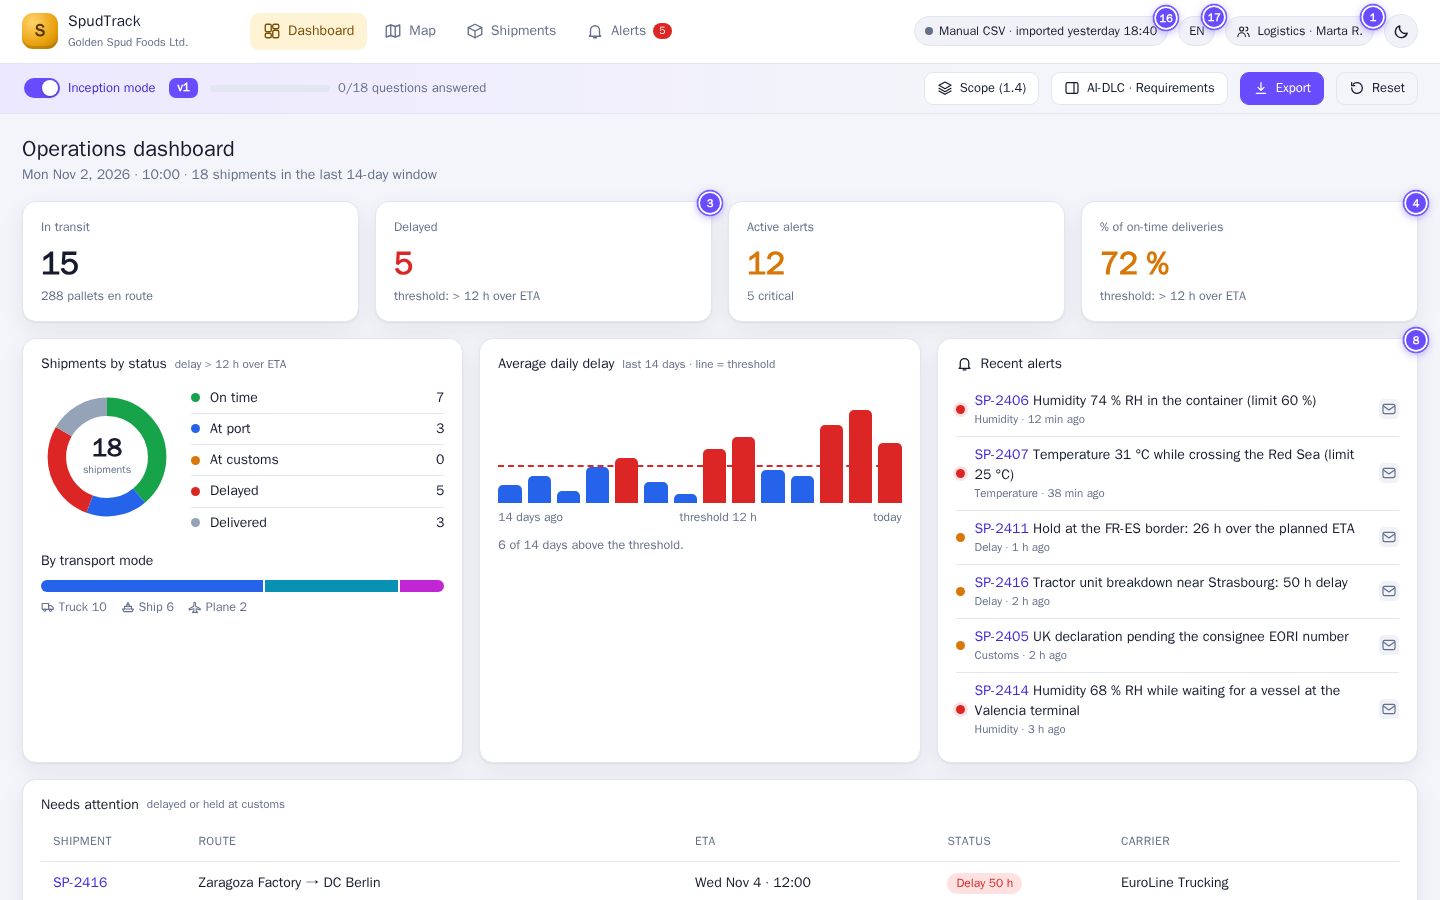 S
SpudTrack
Golden Spud Foods Ltd.
Dashboard
Map
Shipments
Alerts 5
Manual CSV · imported yesterday 18:40
16
EN
17
Logistics · Marta R.
1
Inception mode
v1
0/18 questions answered
Scope (1.4)
AI-DLC · Requirements
Export
Reset
Operations dashboard
Mon Nov 2, 2026 · 10:00 · 18 shipments in the last 14-day window
In transit
15
288 pallets en route
3
Delayed
5
threshold: > 12 h over ETA
Active alerts
12
5 critical
4
% of on-time deliveries
72 %
threshold: > 12 h over ETA
Shipments by status delay > 12 h over ETA
18
shipments
On time 7
At port 3
At customs 0
Delayed 5
Delivered 3
By transport mode
Truck 10 Ship 6 Plane 2
Average daily delay last 14 days · line = threshold
14 days ago threshold 12 h today
6 of 14 days above the threshold.
8
Recent alerts
SP-2406 Humidity 74 % RH in the container (limit 60 %)
Humidity · 12 min ago
SP-2407 Temperature 31 °C while crossing the Red Sea (limit
25 °C)
Temperature · 38 min ago
SP-2411 Hold at the FR-ES border: 26 h over the planned ETA
Delay · 1 h ago
SP-2416 Tractor unit breakdown near Strasbourg: 50 h delay
Delay · 2 h ago
SP-2405 UK declaration pending the consignee EORI number
Customs · 2 h ago
SP-2414 Humidity 68 % RH while waiting for a vessel at the
Valencia terminal
Humidity · 3 h ago
Needs attention delayed or held at customs
SHIPMENT ROUTE ETA STATUS CARRIER
SP-2416 Zaragoza Factory → DC Berlin Wed Nov 4 · 12:00 Delay 50 h EuroLine Trucking